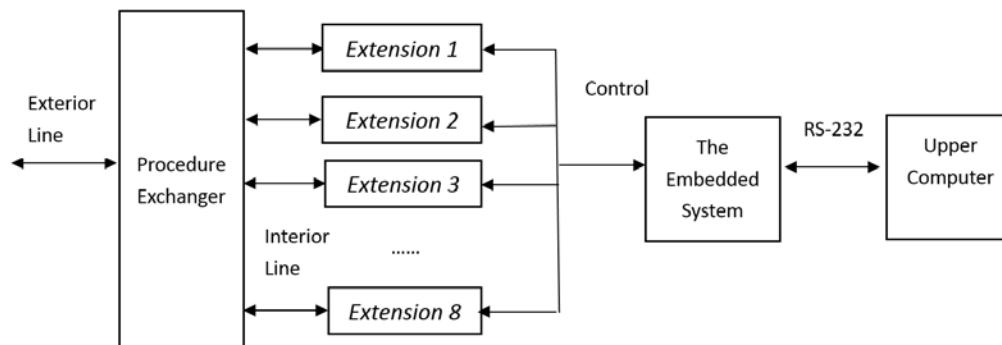 Exterior
Line
Procedure
Exchanger
Extension 1
Extension 2
Extension 3
Interior
Line
......
Extension 8
Control
The
Embedded
System
RS-232
Upper
Computer